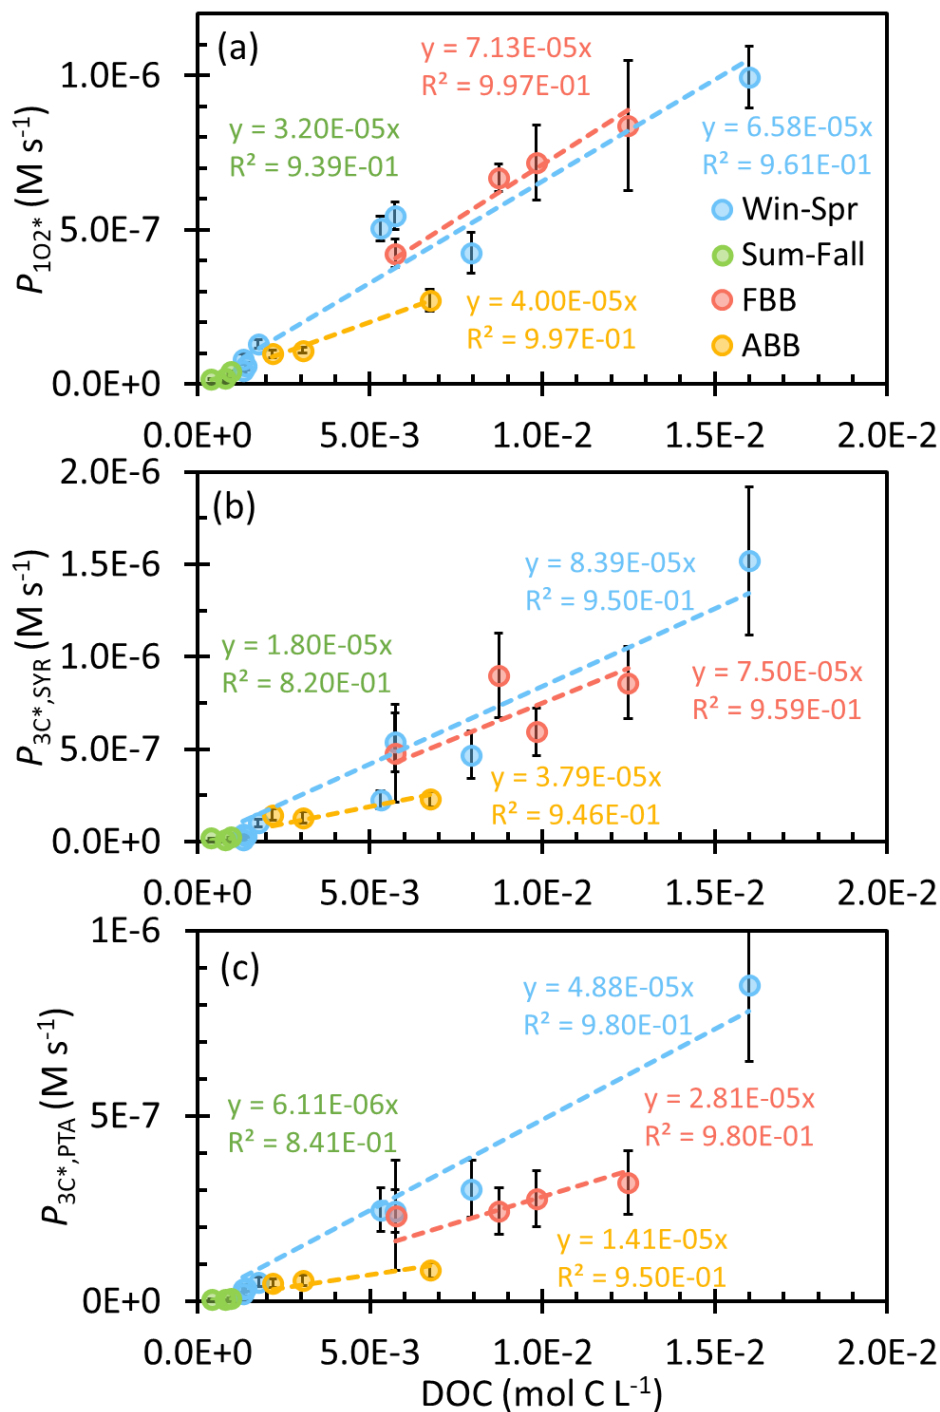 (a)
y = 7.13E-05x
R² = 9.97E-01
y = 3.20E-05x
R² = 9.39E-01
y = 6.58E-05x
R² = 9.61E-01
y = 4.00E-05x
R² = 9.97E-01
Win-Spr
Sum-Fall
FBB
ABB
P1O2* (M s⁻¹)
1.0E-6
5.0E-7
0.0E+0
0.0E+0 5.0E-3 1.0E-2 1.5E-2 2.0E-2
(b)
y = 8.39E-05x
R² = 9.50E-01
y = 1.80E-05x
R² = 8.20E-01
y = 7.50E-05x
R² = 9.59E-01
y = 3.79E-05x
R² = 9.46E-01
P3C*,SYR (M s⁻¹)
2.0E-6
1.5E-6
1.0E-6
5.0E-7
0.0E+0
0.0E+0 5.0E-3 1.0E-2 1.5E-2 2.0E-2
(c)
y = 4.88E-05x
R² = 9.80E-01
y = 6.11E-06x
R² = 8.41E-01
y = 2.81E-05x
R² = 9.80E-01
y = 1.41E-05x
R² = 9.50E-01
P3C*,PTA (M s⁻¹)
1E-6
5E-7
0E+0
0.0E+0 5.0E-3 1.0E-2 1.5E-2 2.0E-2
DOC (mol C L⁻¹)